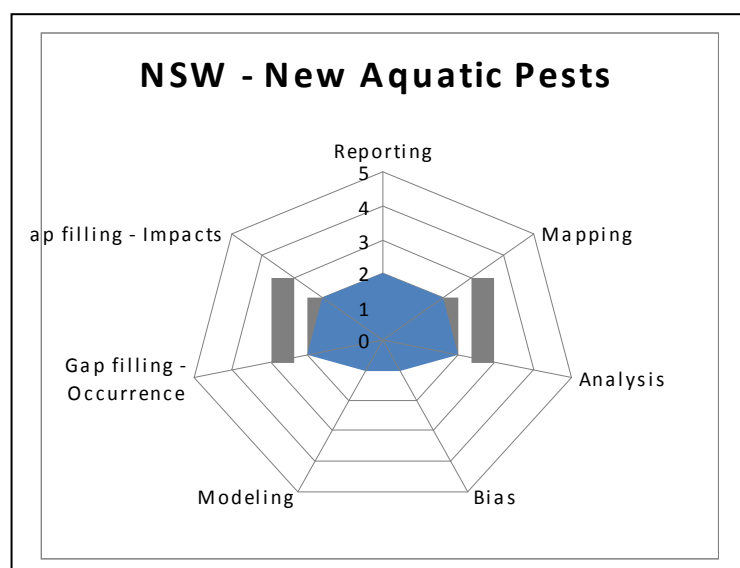 NSW - New Aquatic Pests
Reporting
5
4
3
2
1
0
Mapping
Analysis
Bias
Modeling
Gap filling -
Occurrence
ap filling - Impacts